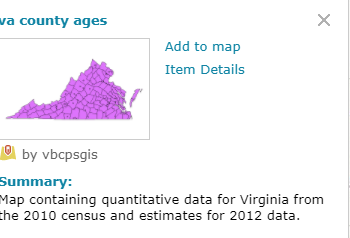 va county ages
Add to map
Item Details
by vbcpsgis
Summary:
Map containing quantitative data for Virginia from
the 2010 census and estimates for 2012 data.